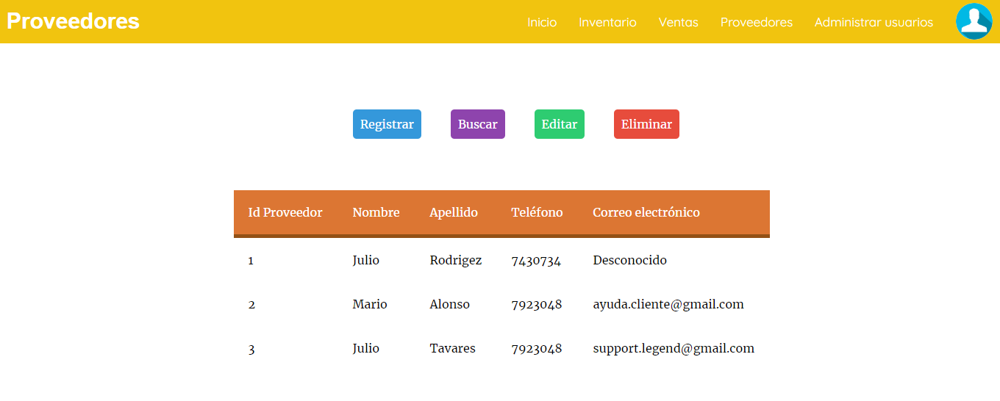 Proveedores Inicio Inventario Ventas Proveedores Administrar usuarios
Registrar Buscar Editar Eliminar
Id Proveedor Nombre Apellido Teléfono Correo electrónico
1 Julio Rodrigez 7430734 Desconocido
2 Mario Alonso 7923048 ayuda.cliente@gmail.com
3 Julio Tavares 7923048 support.legend@gmail.com